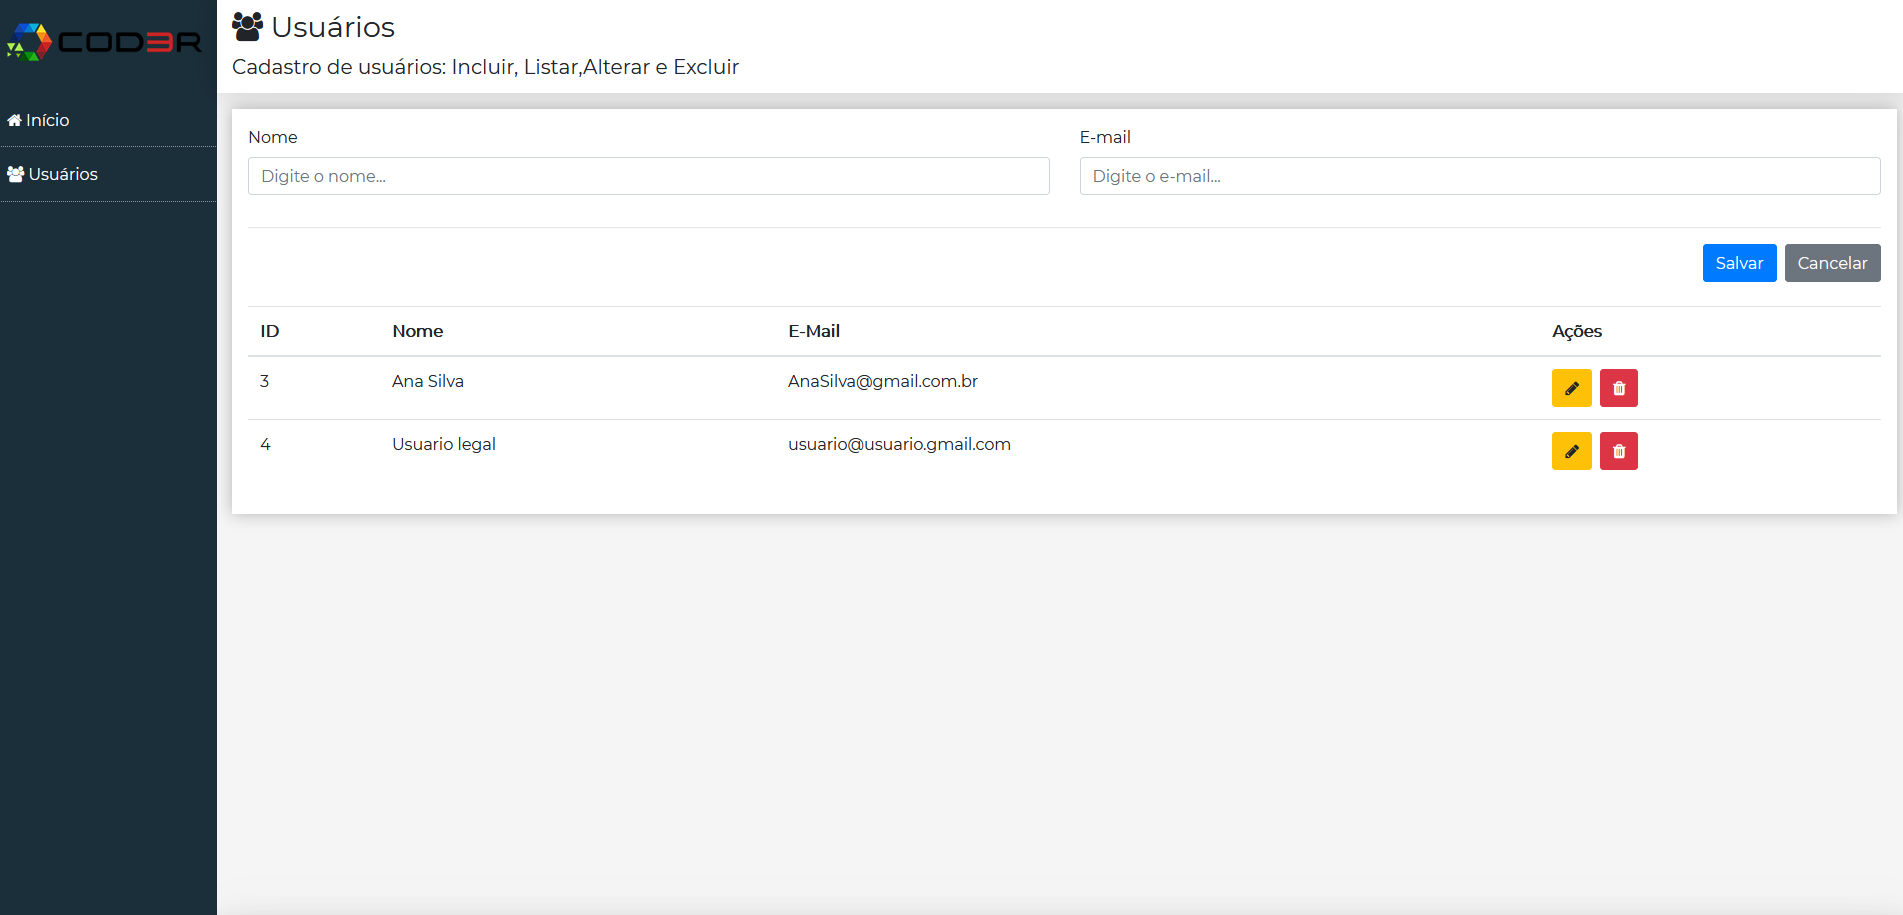 COD3R
Início
Usuários
Usuários
Cadastro de usuários: Incluir, Listar,Alterar e Excluir
Nome
E-mail
Digite o nome...
Digite o e-mail...
Salvar
Cancelar
ID Nome E-Mail Ações
3 Ana Silva AnaSilva@gmail.com.br
4 Usuario legal usuario@usuario.gmail.com